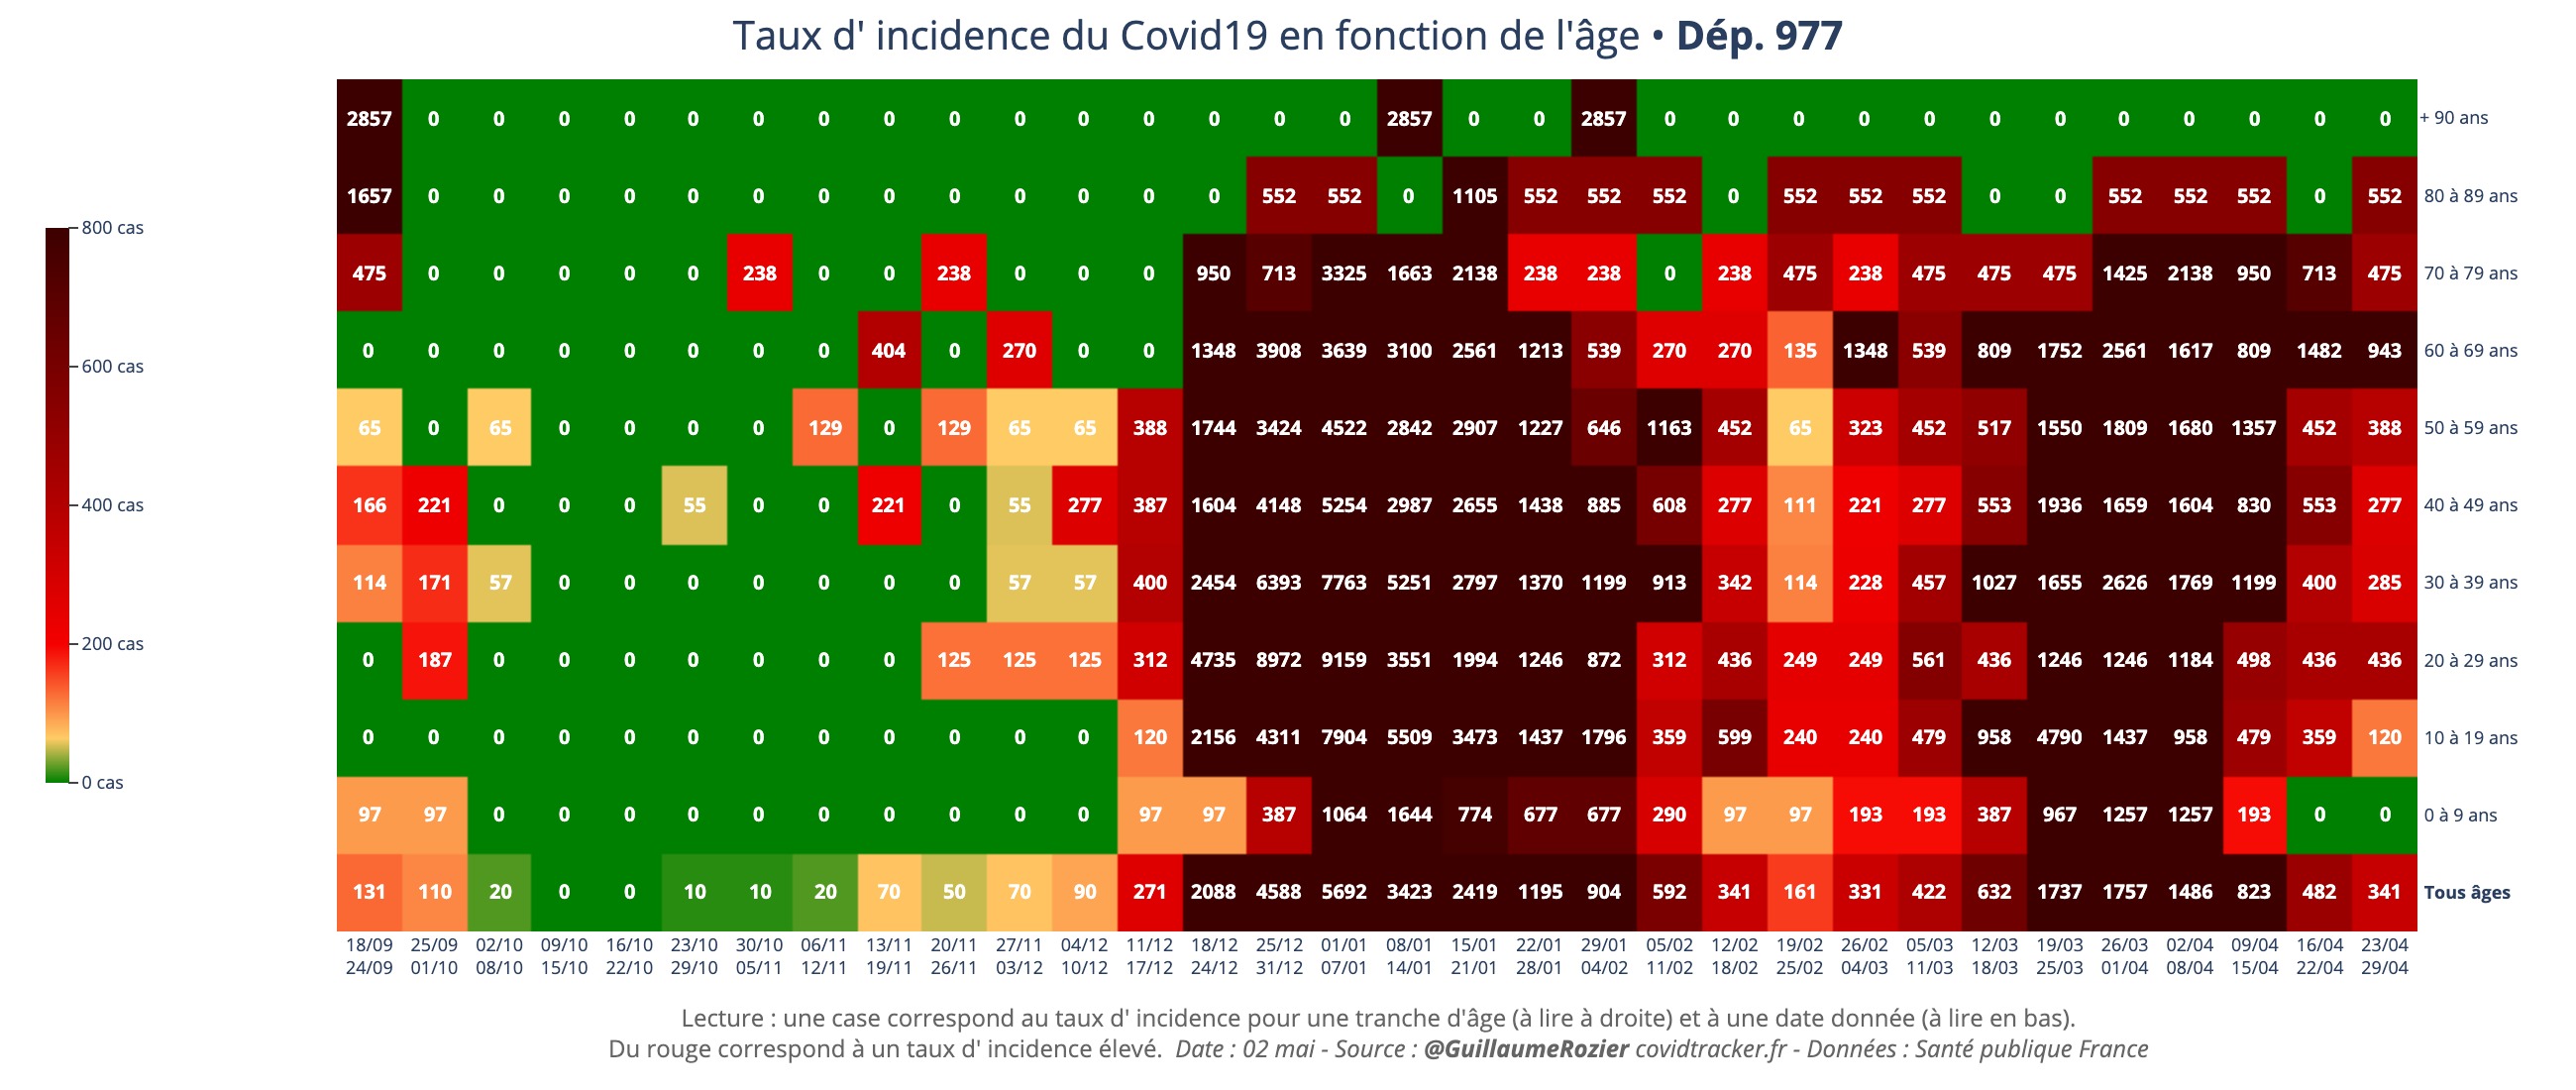 Taux d' incidence du Covid19 en fonction de l'âge • Dép. 977
800 cas
600 cas
400 cas
200 cas
0 cas
2857 0 0 0 0 0 0 0 0 0 0 0 0 0 0 0 2857 0 0 2857 0 0 0 0 0 0 0 0 0 0 0 0 + 90 ans
1657 0 0 0 0 0 0 0 0 0 0 0 0 0 552 552 0 1105 552 552 552 0 552 552 552 0 0 552 552 552 0 552 80 à 89 ans
475 0 0 0 0 0 238 0 0 238 0 0 0 950 713 3325 1663 2138 238 238 0 238 475 238 475 475 475 1425 2138 950 713 475 70 à 79 ans
0 0 0 0 0 0 0 0 404 0 270 0 0 1348 3908 3639 3100 2561 1213 539 270 270 135 1348 539 809 1752 2561 1617 809 1482 943 60 à 69 ans
65 0 65 0 0 0 0 129 0 129 65 65 388 1744 3424 4522 2842 2907 1227 646 1163 452 65 323 452 517 1550 1809 1680 1357 452 388 50 à 59 ans
166 221 0 0 0 55 0 0 221 0 55 277 387 1604 4148 5254 2987 2655 1438 885 608 277 111 221 277 553 1936 1659 1604 830 553 277 40 à 49 ans
114 171 57 0 0 0 0 0 0 0 57 57 400 2454 6393 7763 5251 2797 1370 1199 913 342 114 228 457 1027 1655 2626 1769 1199 400 285 30 à 39 ans
0 187 0 0 0 0 0 0 0 125 125 125 312 4735 8972 9159 3551 1994 1246 872 312 436 249 249 561 436 1246 1246 1184 498 436 436 20 à 29 ans
0 0 0 0 0 0 0 0 0 0 0 0 120 2156 4311 7904 5509 3473 1437 1796 359 599 240 240 479 958 4790 1437 958 479 359 120 10 à 19 ans
97 97 0 0 0 0 0 0 0 0 0 0 97 97 387 1064 1644 774 677 677 290 97 97 193 193 387 967 1257 1257 193 0 0 0 à 9 ans
131 110 20 0 0 10 10 20 70 50 70 90 271 2088 4588 5692 3423 2419 1195 904 592 341 161 331 422 632 1737 1757 1486 823 482 341 Tous âges
18/09 25/09 02/10 09/10 16/10 23/10 30/10 06/11 13/11 20/11 27/11 04/12 11/12 18/12 25/12 01/01 08/01 15/01 22/01 29/01 05/02 12/02 19/02 26/02 05/03 12/03 19/03 26/03 02/04 09/04 16/04 23/04
24/09 01/10 08/10 15/10 22/10 29/10 05/11 12/11 19/11 26/11 03/12 10/12 17/12 24/12 31/12 07/01 14/01 21/01 28/01 04/02 11/02 18/02 25/02 04/03 11/03 18/03 25/03 01/04 08/04 15/04 22/04 29/04
Lecture : une case correspond au taux d' incidence pour une tranche d'âge (à lire à droite) et à une date donnée (à lire en bas).
Du rouge correspond à un taux d' incidence élevé. Date : 02 mai - Source : @GuillaumeRozier covidtracker.fr - Données : Santé publique France